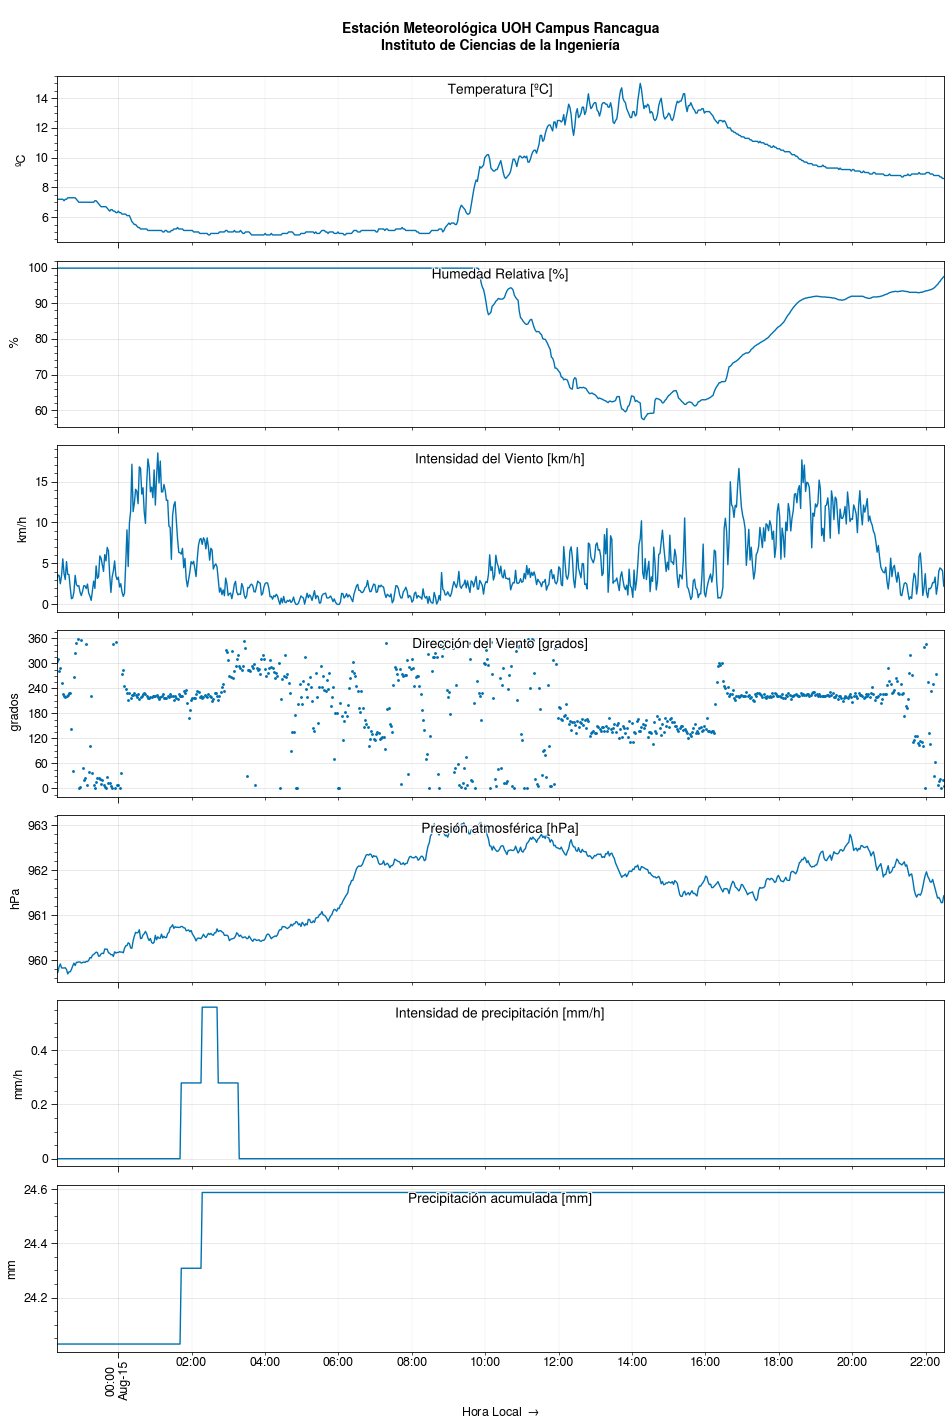 Estación Meteorológica UOH Campus Rancagua
Instituto de Ciencias de la Ingeniería
Temperatura [ºC]
14
12
10
8
6
ºC
Humedad Relativa [%]
100
90
80
70
60
%
Intensidad del Viento [km/h]
15
10
5
0
km/h
Dirección del Viento [grados]
360
300
240
180
120
60
0
grados
Presión atmosférica [hPa]
963
962
961
960
hPa
Intensidad de precipitación [mm/h]
0.4
0.2
0
mm/h
Precipitación acumulada [mm]
24.6
24.4
24.2
mm
00:00
Aug-15
02:00
04:00
06:00
08:00
10:00
12:00
14:00
16:00
18:00
20:00
22:00
Hora Local →